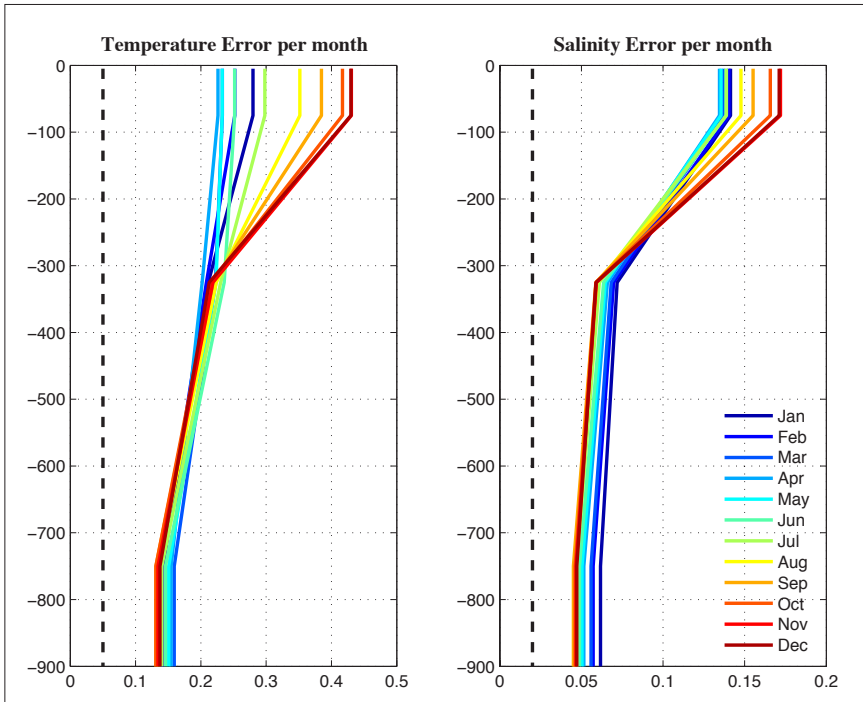 Temperature Error per month
Salinity Error per month
0
−100
−200
−300
−400
−500
−600
−700
−800
−900
0
0.1
0.2
0.3
0.4
0.5
0
−100
−200
−300
−400
−500
−600
−700
−800
−900
0
0.05
0.1
0.15
0.2
Jan
Feb
Mar
Apr
May
Jun
Jul
Aug
Sep
Oct
Nov
Dec